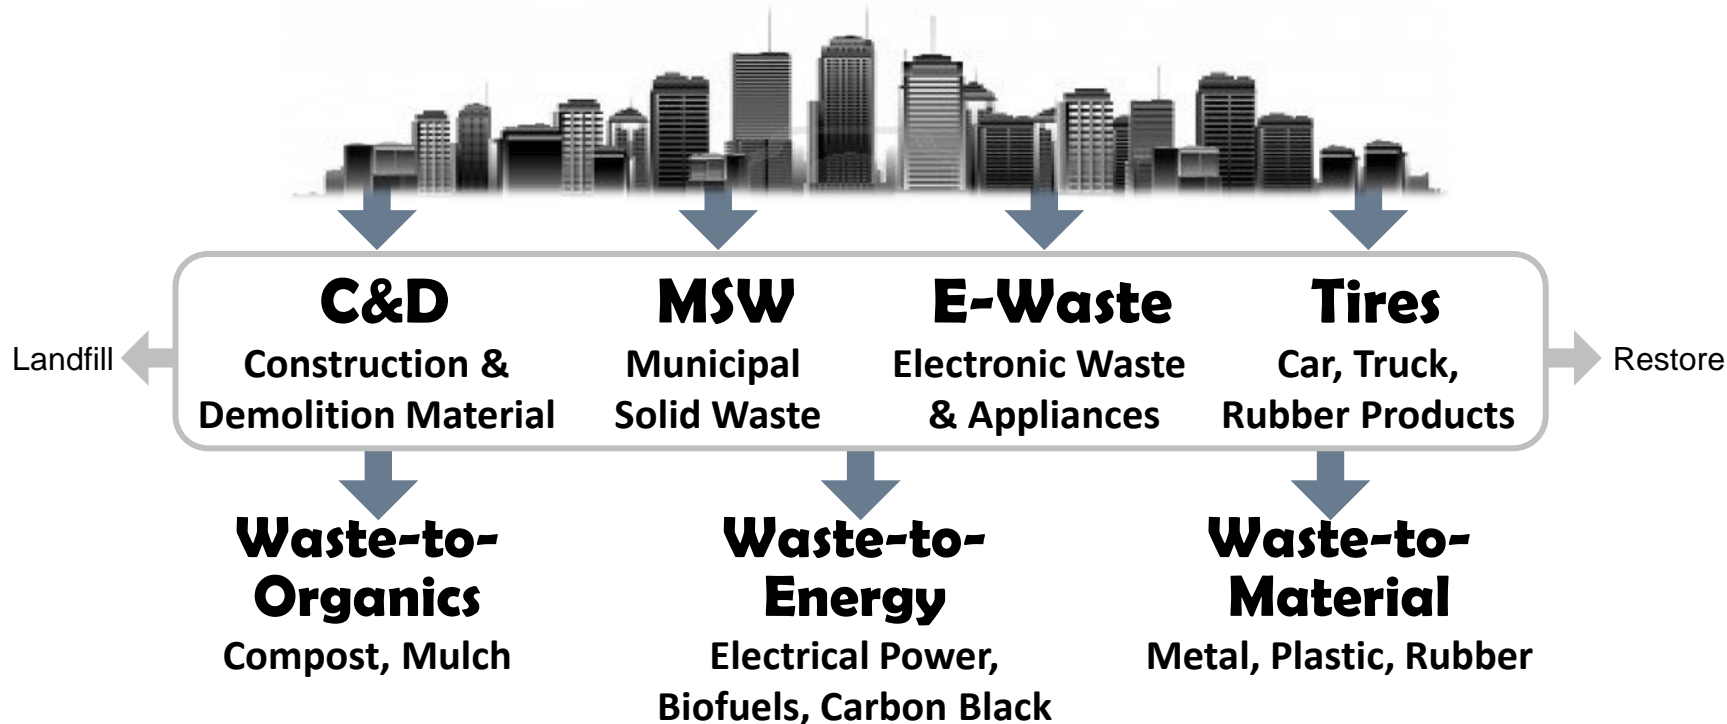 C&D
MSW
E-Waste
Tires
Construction &
Demolition Material
Municipal
Solid Waste
Electronic Waste
& Appliances
Car, Truck,
Rubber Products
Landfill
Restore
Waste-to-
Organics
Compost, Mulch
Waste-to-
Energy
Electrical Power,
Biofuels, Carbon Black
Waste-to-
Material
Metal, Plastic, Rubber